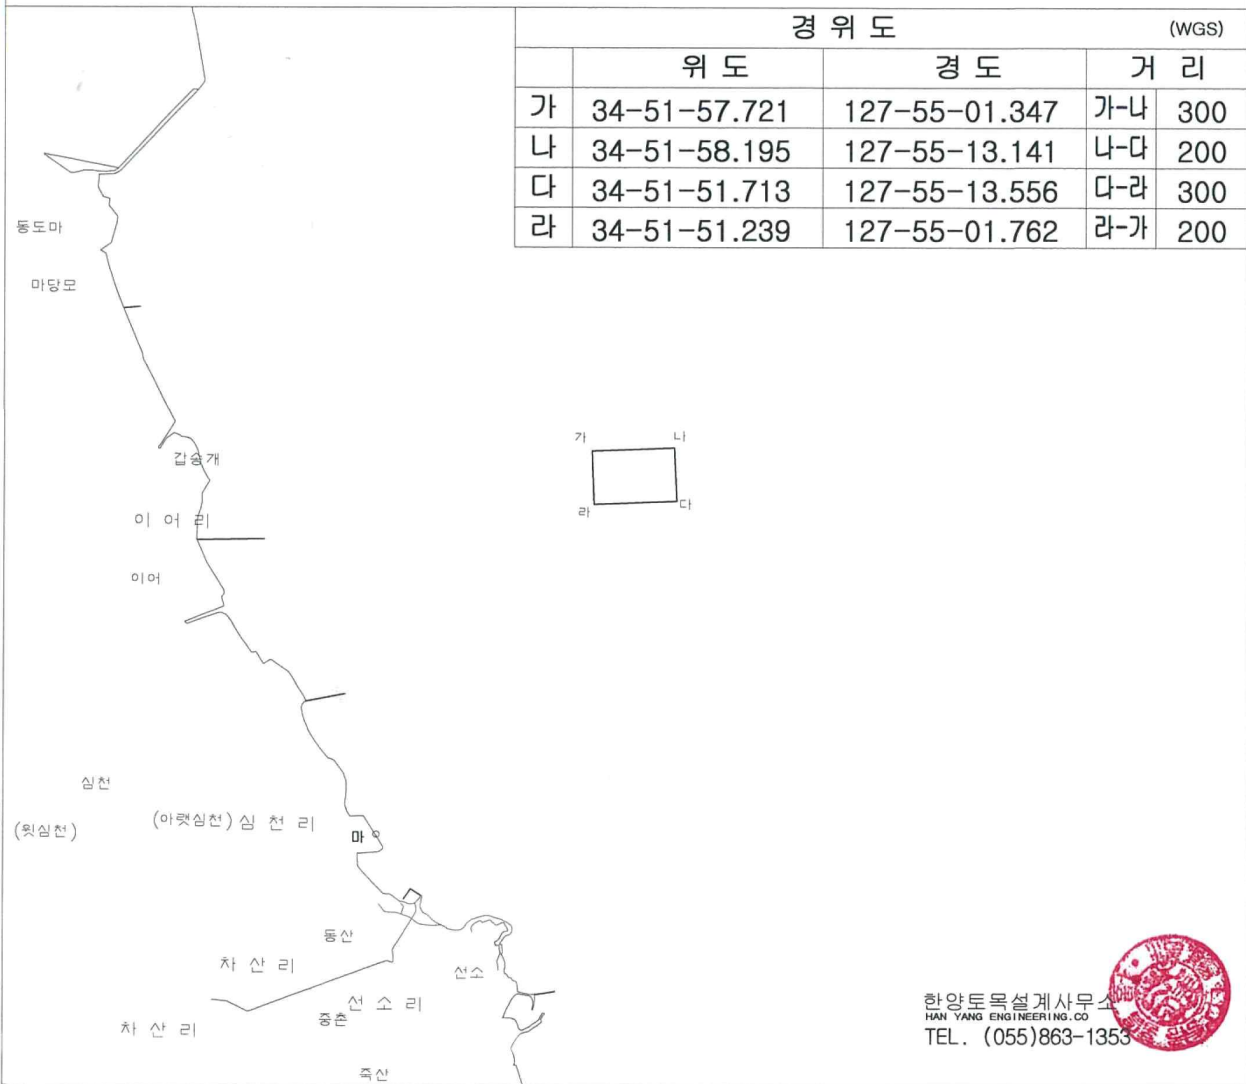 경 위 도 (WGS)
위 도 경 도 거 리
가 34-51-57.721 127-55-01.347 가-나 300
나 34-51-58.195 127-55-13.141 나-다 200
다 34-51-51.713 127-55-13.556 다-라 300
라 34-51-51.239 127-55-01.762 라-가 200
동도마
마당모
가 나
갑송개
라 다
이 어 리
이어
심천
(윗심천)
(아랫심천) 심 천 리
마
동산
차 산 리
선소
선 소 리
중촌
차 산 리
죽산
한양토목설계사무소
HAN YANG ENGINEERING.CO
TEL. (055)863-1353